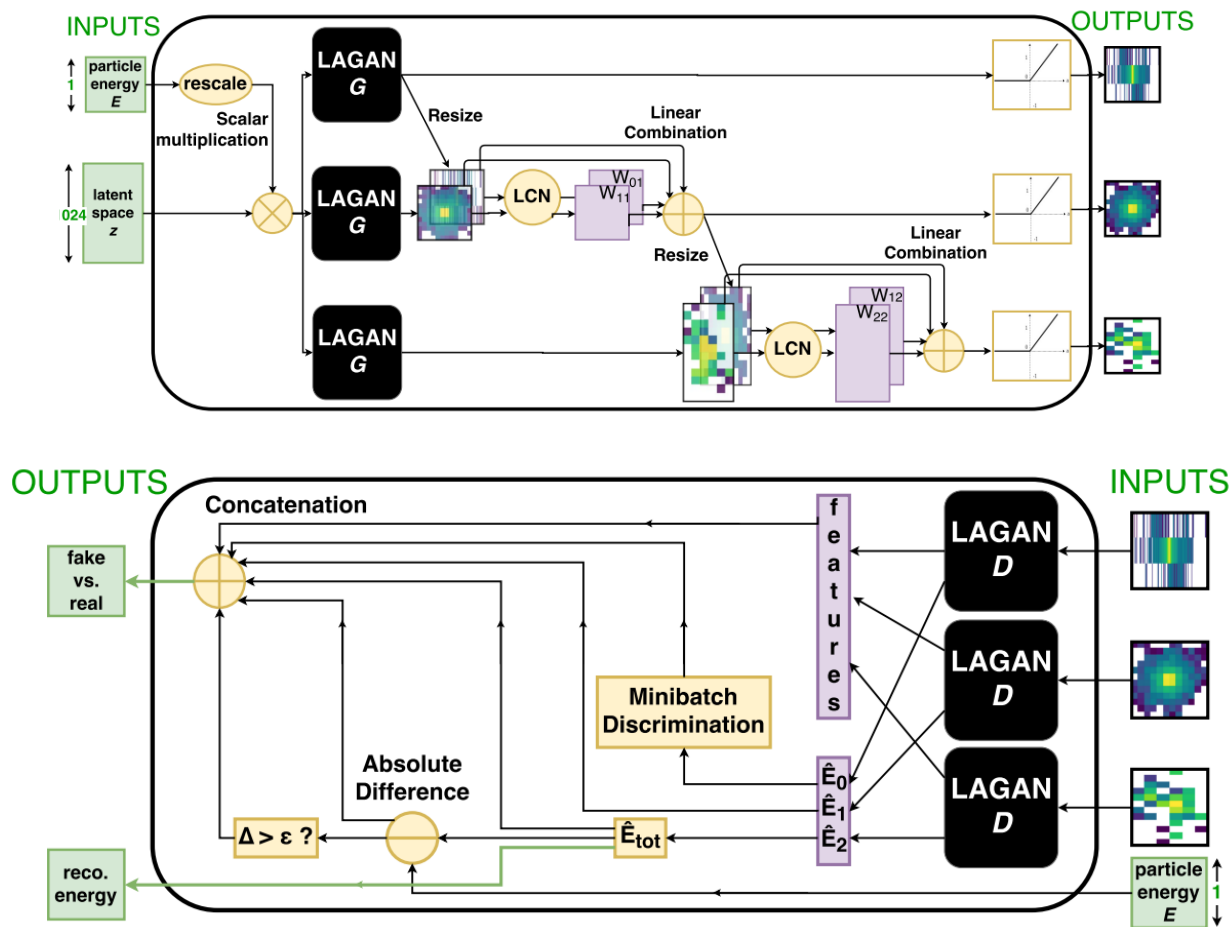 INPUTS
OUTPUTS
particle
energy
E
1
rescale
Scalar
multiplication
LAGAN
G
Resize
Linear
Combination
latent
space
z
024
LAGAN
G
LCN
W01
W11
Resize
Linear
Combination
LAGAN
G
LCN
W12
W22
OUTPUTS
INPUTS
Concatenation
features
LAGAN
D
fake
vs.
real
LAGAN
D
Minibatch
Discrimination
Absolute
Difference
LAGAN
D
Ê0
Ê1
Ê2
Δ > ε ?
Êtot
reco.
energy
particle
energy
E
1